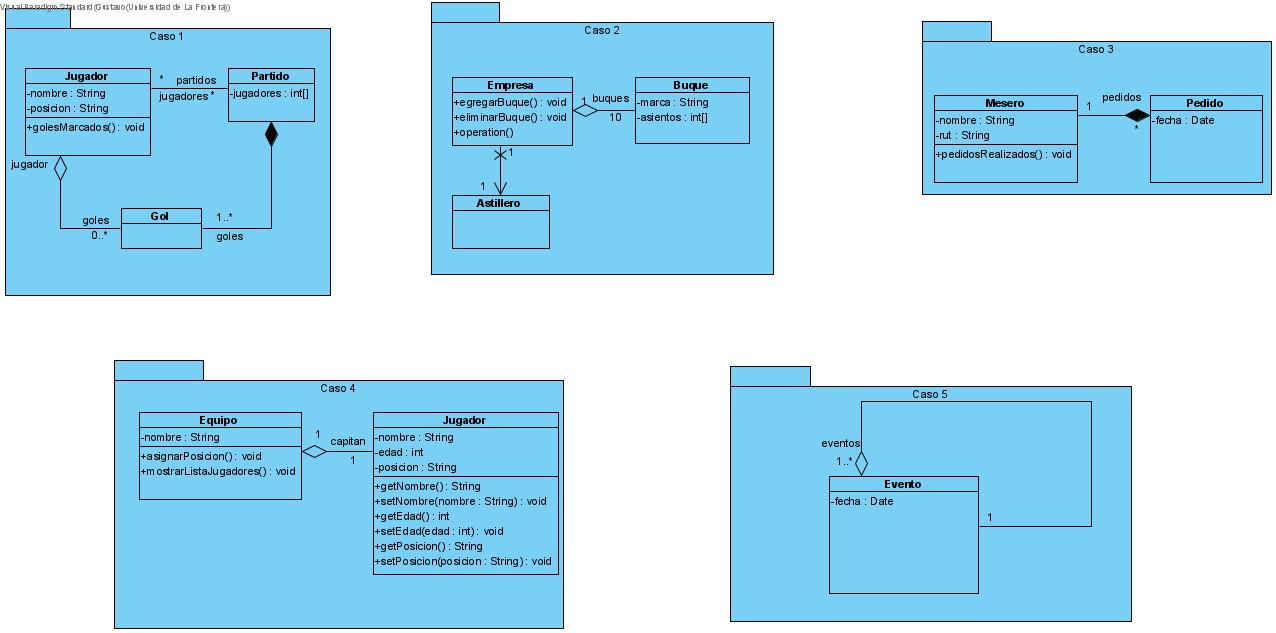 Visual Paradigm Standard(Gustavo(Universidad de La Frontera))
Caso 1
Jugador
-nombre : String
-posicion : String
+golesMarcados() : void
* partidos
jugadores *
Partido
-jugadores : int[]
jugador
goles
0..*
Gol
1..*
goles
Caso 2
Empresa
+egregarBuque() : void
+eliminarBuque() : void
+operation()
1
buques
10
Buque
-marca : String
-asientos : int[]
1
1
Astillero
Caso 3
Mesero
-nombre : String
-rut : String
+pedidosRealizados() : void
1
pedidos
*
Pedido
-fecha : Date
Caso 4
Equipo
-nombre : String
+asignarPosicion() : void
+mostrarListaJugadores() : void
1
capitan
1
Jugador
-nombre : String
-edad : int
-posicion : String
+getNombre() : String
+setNombre(nombre : String) : void
+getEdad() : int
+setEdad(edad : int) : void
+getPosicion() : String
+setPosicion(posicion : String) : void
Caso 5
eventos
1..*
Evento
-fecha : Date
1